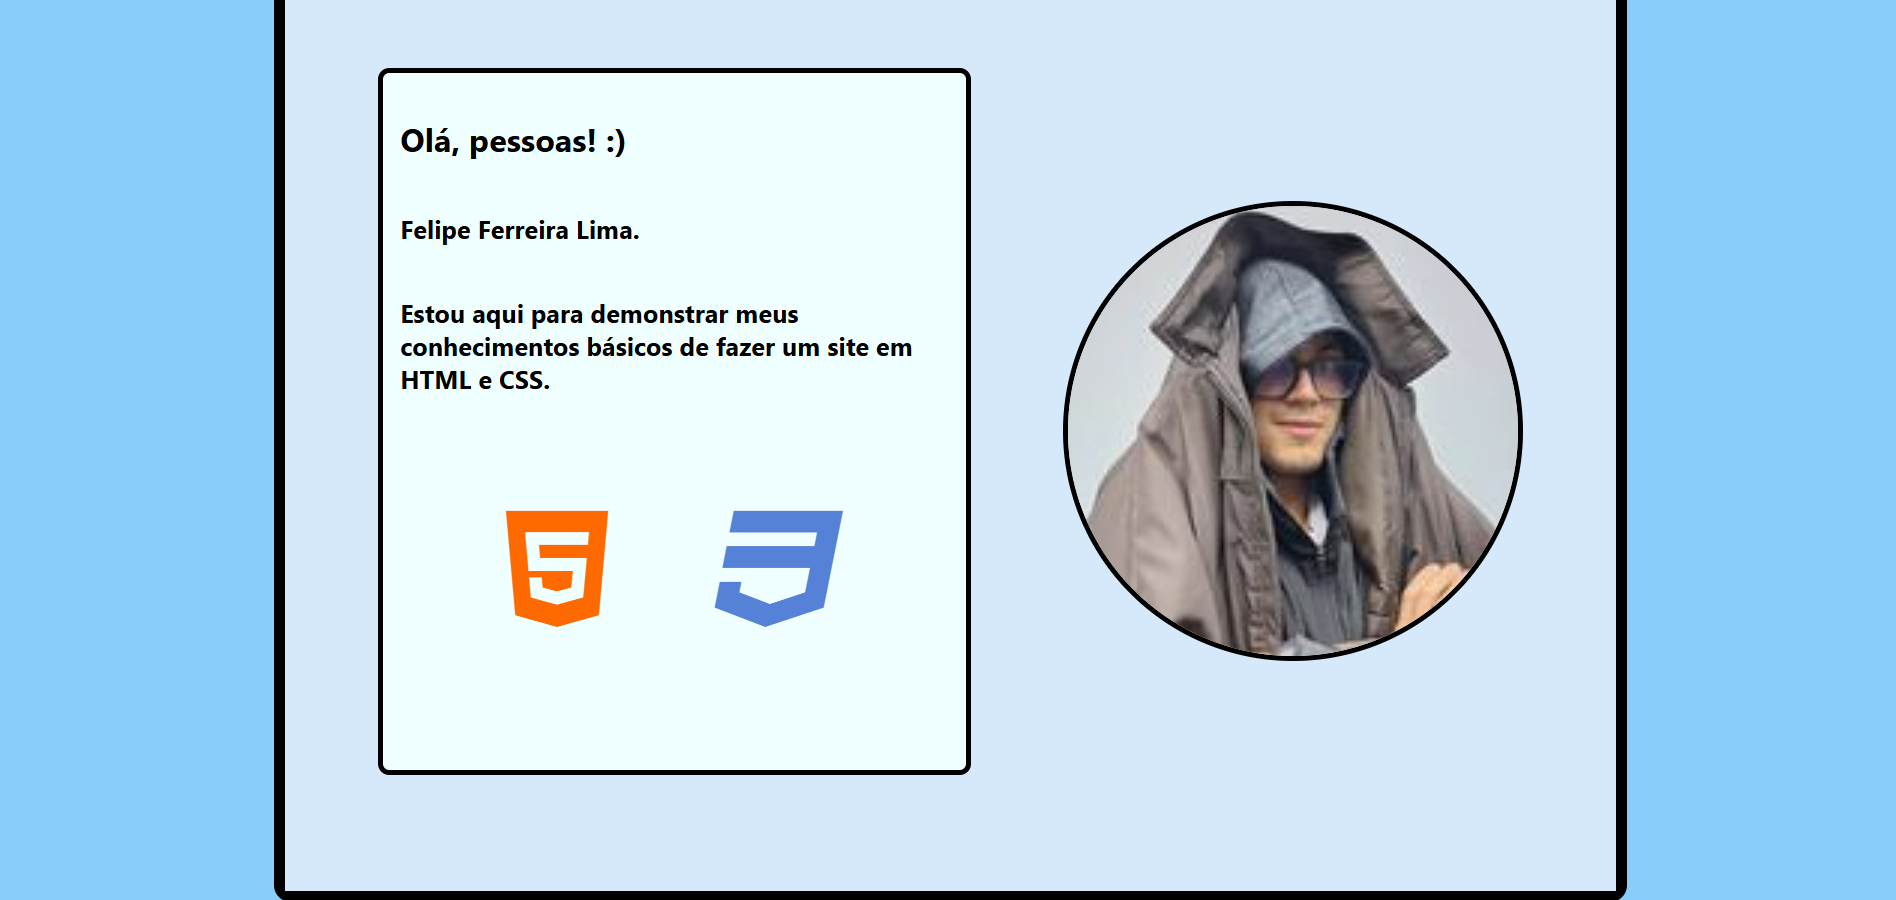 Olá, pessoas! :)
Felipe Ferreira Lima.
Estou aqui para demonstrar meus
conhecimentos básicos de fazer um site em
HTML e CSS.